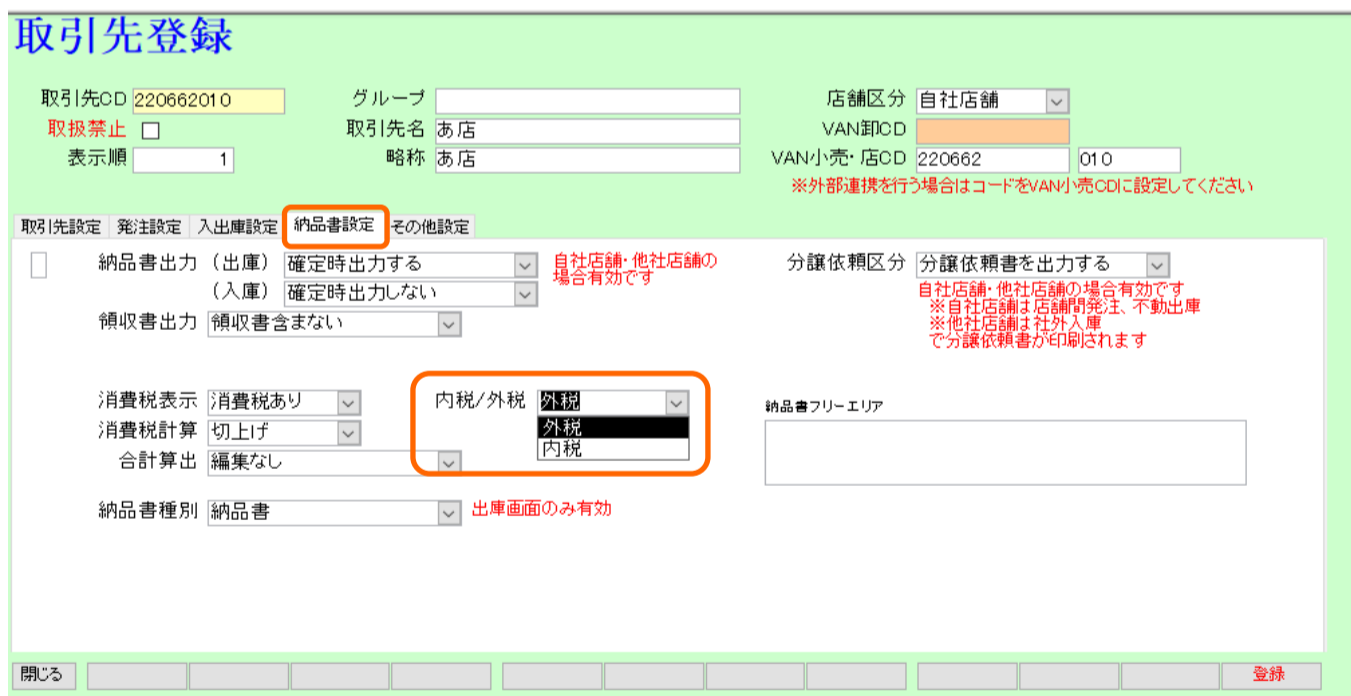 取引先登録
取引先CD 220662010 グループ 店舗区分 自社店舗
取扱禁止 取引先名 あ店 VAN卸CD
表示順 1 略称 あ店 VAN小売・店CD 220662 010
※外部連携を行う場合はコードをVAN小売CDに設定してください
取引先設定 発注設定 入出庫設定 納品書設定 その他設定
納品書出力 (出庫) 確定時出力する 自社店舗・他社店舗の
場合有効です
分譲依頼区分 分譲依頼書を出力する
(入庫) 確定時出力しない
自社店舗・他社店舗の場合有効です
※自社店舗は店舗間発注、不動出庫
※他社店舗は社外入庫
で分譲依頼書が印刷されます
領収書出力 領収書含まない
消費税表示 消費税あり 内税/外税 外税
外税
内税
納品書フリーエリア
消費税計算 切上げ
合計算出 編集なし
納品書種別 納品書 出庫画面のみ有効
閉じる 登録